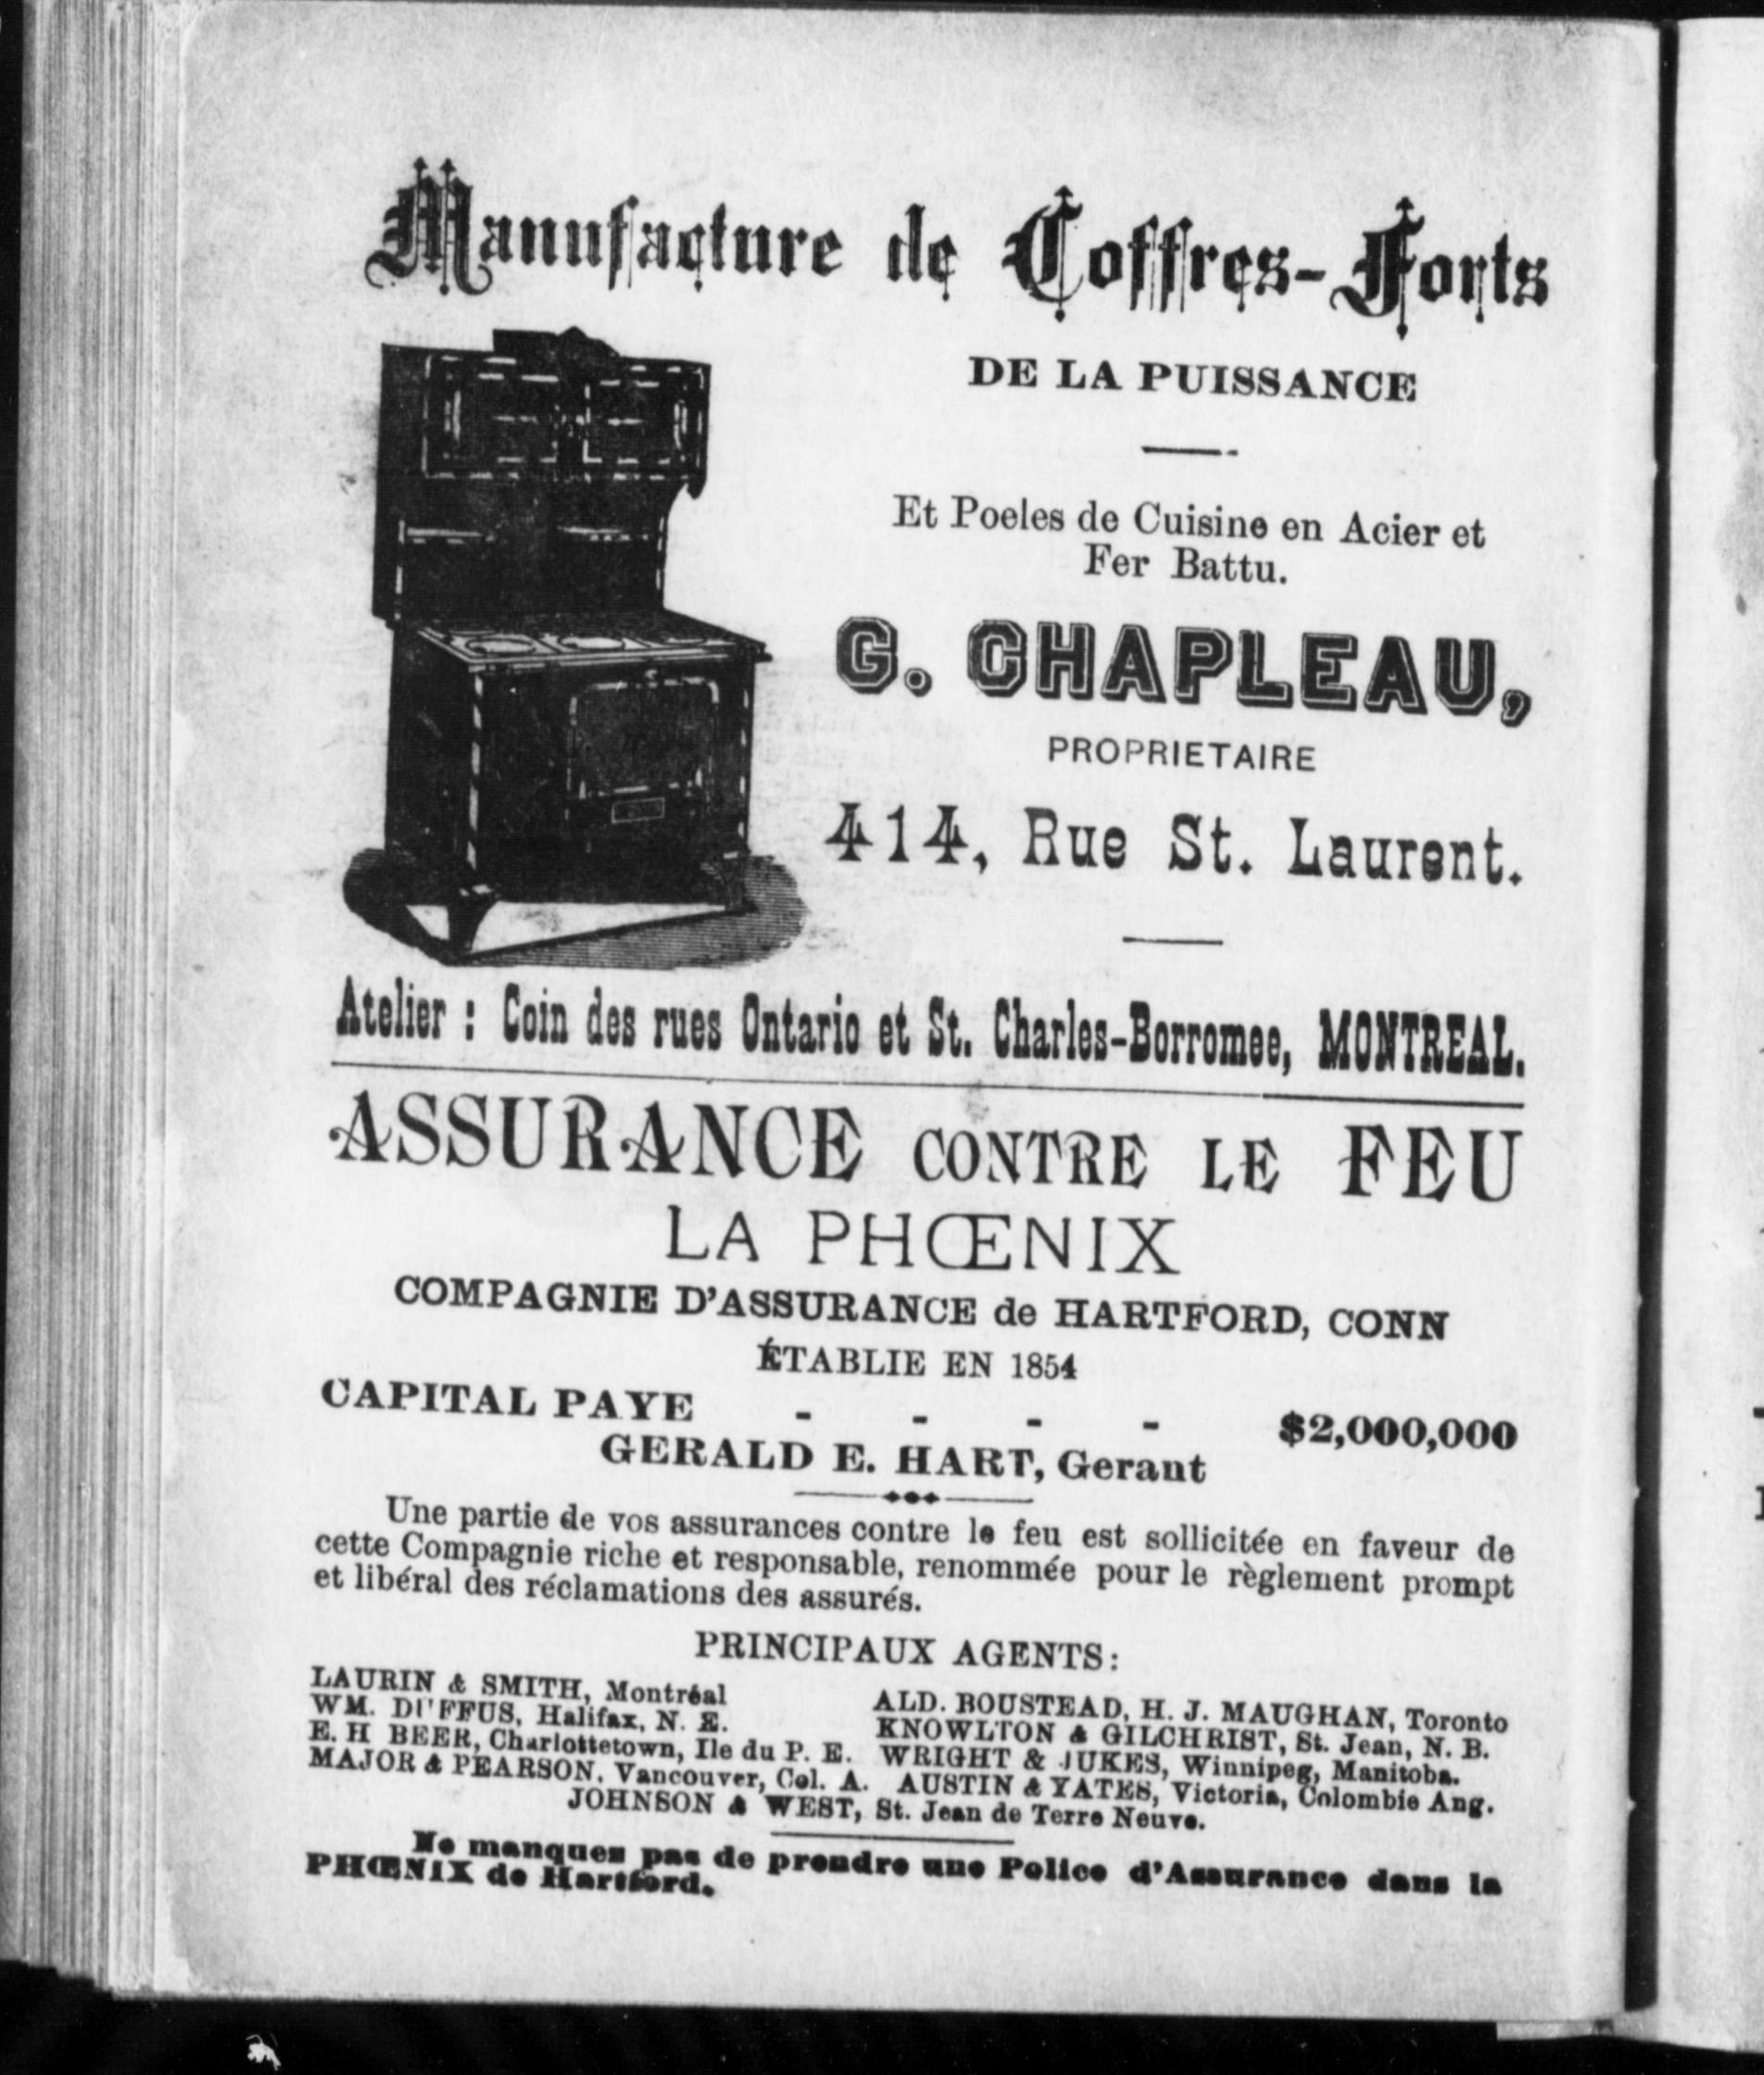 Manufacture de Coffres-Forts
DE LA PUISSANCE
Et Poeles de Cuisine en Acier et
Fer Battu.
G. CHAPLEAU,
PROPRIETAIRE
414, Rue St. Laurent.
Atelier : Coin des rues Ontario et St. Charles-Borromee, MONTREAL.
ASSURANCE CONTRE LE FEU
LA PHŒNIX
COMPAGNIE D'ASSURANCE de HARTFORD, CONN
ÉTABLIE EN 1854
CAPITAL PAYE - - - - $2,000,000
GERALD E. HART, Gerant
Une partie de vos assurances contre le feu est sollicitée en faveur de
cette Compagnie riche et responsable, renommée pour le règlement prompt
et libéral des réclamations des assurés.
PRINCIPAUX AGENTS:
LAURIN & SMITH, Montréal
WM. DUFFUS, Halifax, N. E.
E. H BEER, Charlottetown, Ile du P. E.
MAJOR & PEARSON, Vancouver, Col. A.
ALD. BOUSTEAD, H. J. MAUGHAN, Toronto
KNOWLTON & GILCHRIST, St. Jean, N. B.
WRIGHT & JUKES, Winnipeg, Manitoba.
AUSTIN & YATES, Victoria, Colombie Ang.
JOHNSON & WEST, St. Jean de Terre Neuve.
Ne manquez pas de prendre une Police d'Assurance dans la
PHŒNIX de Hartford.